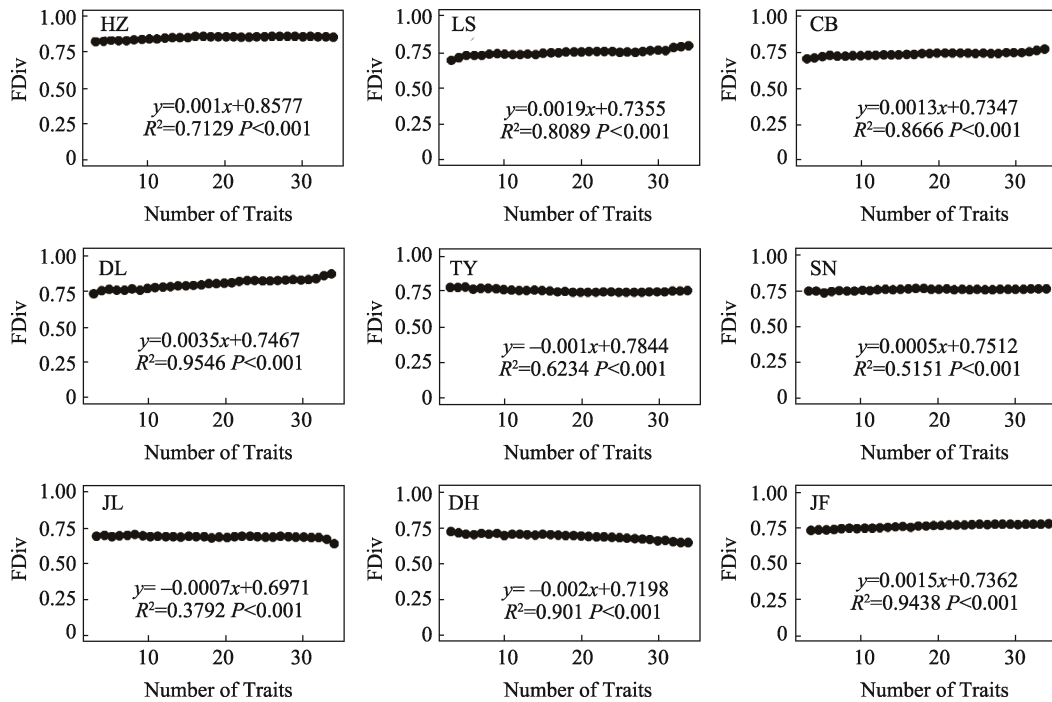 HZ
1.00
0.75
0.50
0.25
0
FDiv
y=0.001x+0.8577
R²=0.7129 P<0.001
10 20 30
Number of Traits
LS
1.00
0.75
0.50
0.25
0
FDiv
y=0.0019x+0.7355
R²=0.8089 P<0.001
10 20 30
Number of Traits
CB
1.00
0.75
0.50
0.25
0
FDiv
y=0.0013x+0.7347
R²=0.8666 P<0.001
10 20 30
Number of Traits
DL
1.00
0.75
0.50
0.25
0
FDiv
y=0.0035x+0.7467
R²=0.9546 P<0.001
10 20 30
Number of Traits
TY
1.00
0.75
0.50
0.25
0
FDiv
y= –0.001x+0.7844
R²=0.6234 P<0.001
10 20 30
Number of Traits
SN
1.00
0.75
0.50
0.25
0
FDiv
y=0.0005x+0.7512
R²=0.5151 P<0.001
10 20 30
Number of Traits
JL
1.00
0.75
0.50
0.25
0
FDiv
y= –0.0007x+0.6971
R²=0.3792 P<0.001
10 20 30
Number of Traits
DH
1.00
0.75
0.50
0.25
0
FDiv
y= –0.002x+0.7198
R²=0.901 P<0.001
10 20 30
Number of Traits
JF
1.00
0.75
0.50
0.25
0
FDiv
y=0.0015x+0.7362
R²=0.9438 P<0.001
10 20 30
Number of Traits